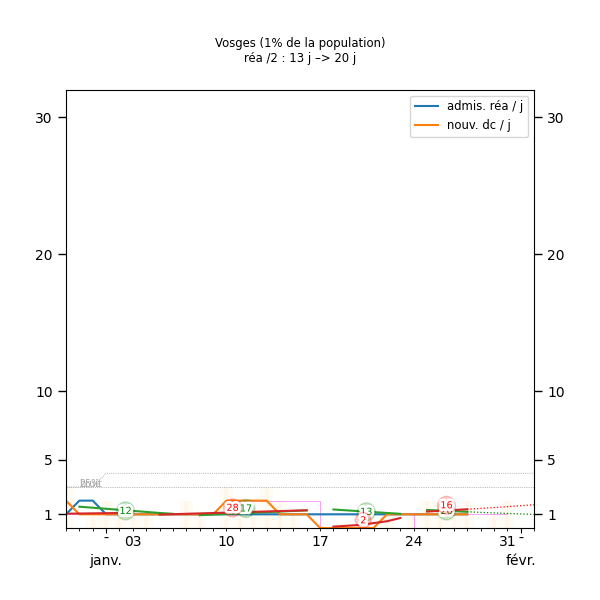 Vosges (1% de la population)
réa /2 : 13 j –> 20 j
admis. réa / j
nouv. dc / j
30 30
20 20
10 10
5 5
1 1
12 28 17 13 2 16
- 03 10 17 24 31 -
janv. févr.